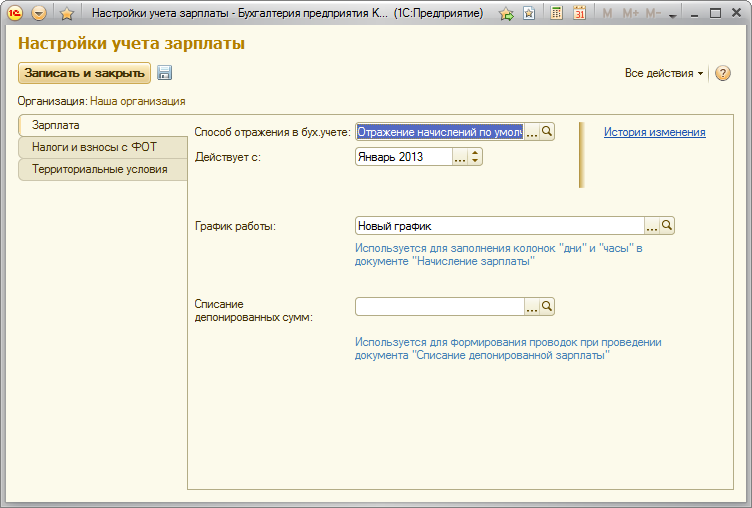 Настройки учета зарплаты - Бухгалтерия предприятия К... (1С:Предприятие)
M M+ M-
Настройки учета зарплаты
Записать и закрыть
Все действия
Организация: Наша организация
Зарплата
Налоги и взносы с ФОТ
Территориальные условия
Способ отражения в бух.учете: Отражение начислений по умолч ...
История изменения
Действует с: Январь 2013 ...
График работы: Новый график ...
Используется для заполнения колонок "дни" и "часы" в
документе "Начисление зарплаты"
Списание
депонированных сумм: ...
Используется для формирования проводок при проведении
документа "Списание депонированной зарплаты"